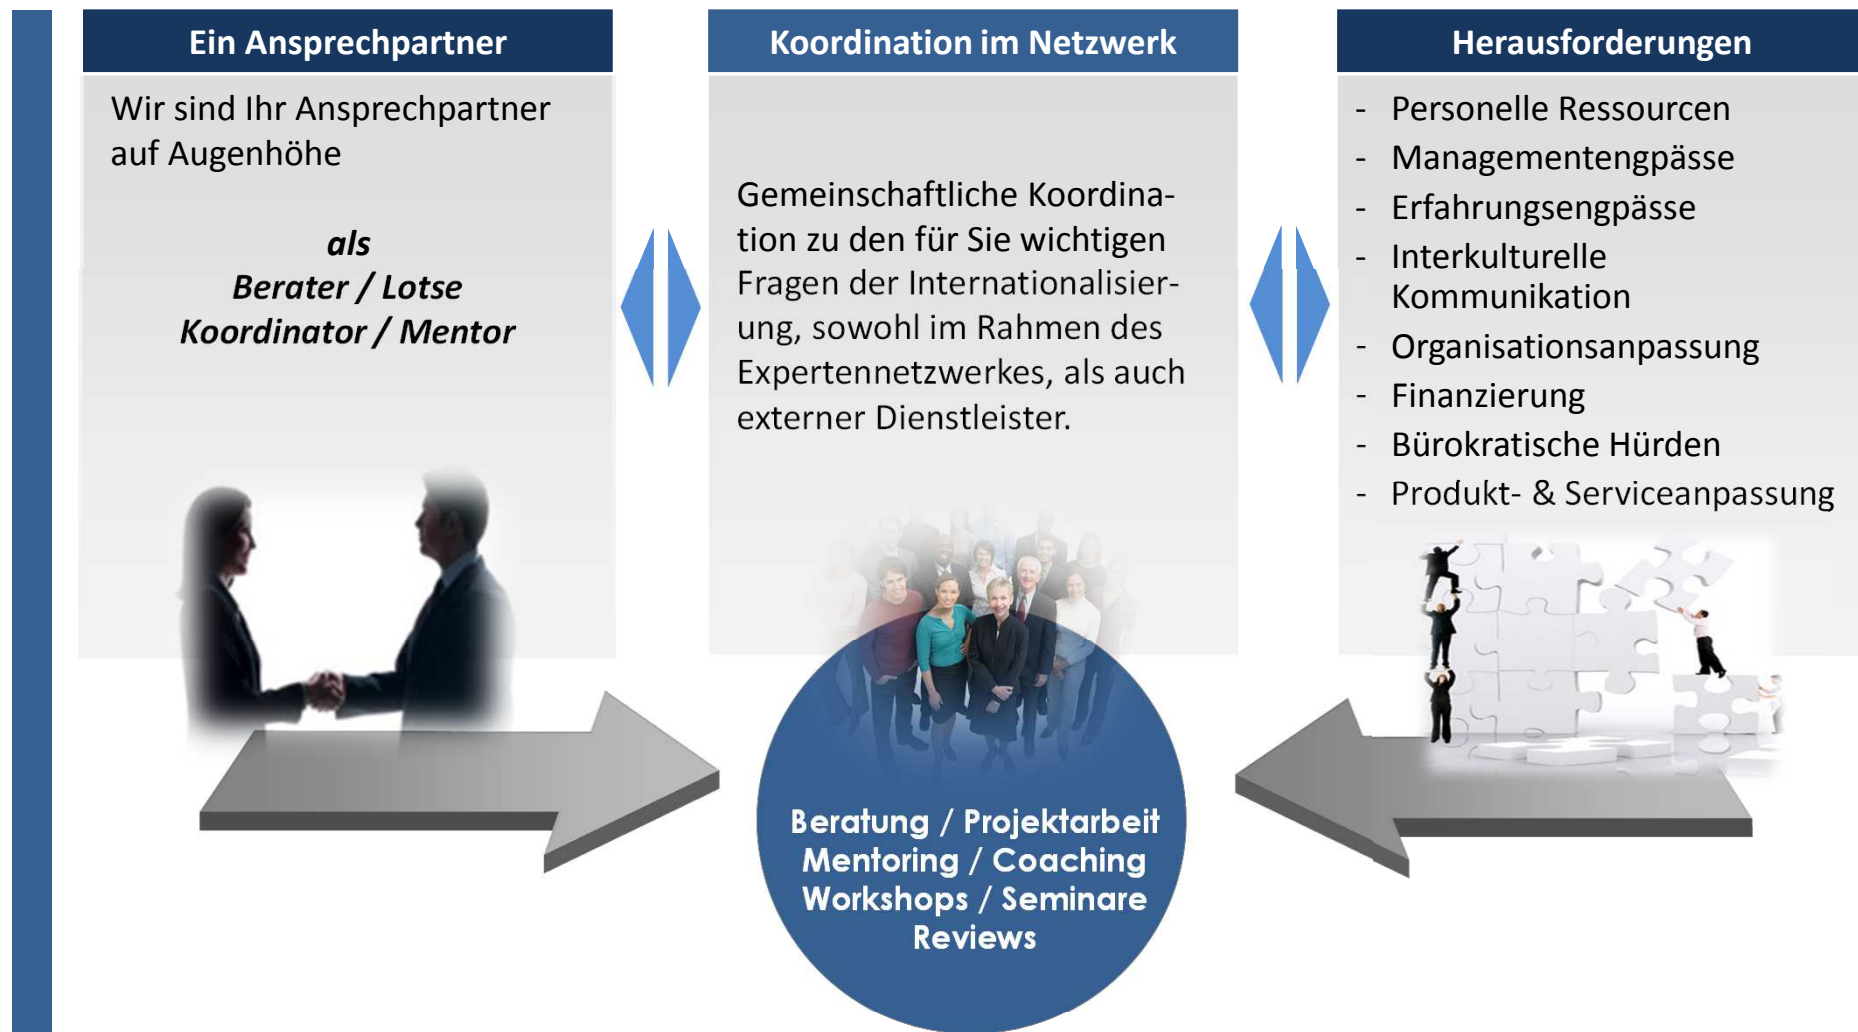 Ein Ansprechpartner
Wir sind Ihr Ansprechpartner
auf Augenhöhe
als
Berater / Lotse
Koordinator / Mentor
Koordination im Netzwerk
Gemeinschaftliche Koordina-
tion zu den für Sie wichtigen
Fragen der Internationalisier-
ung, sowohl im Rahmen des
Expertennetzwerkes, als auch
externer Dienstleister.
Beratung / Projektarbeit
Mentoring / Coaching
Workshops / Seminare
Reviews
Herausforderungen
- Personelle Ressourcen
- Managementengpässe
- Erfahrungsengpässe
- Interkulturelle
Kommunikation
- Organisationsanpassung
- Finanzierung
- Bürokratische Hürden
- Produkt- & Serviceanpassung